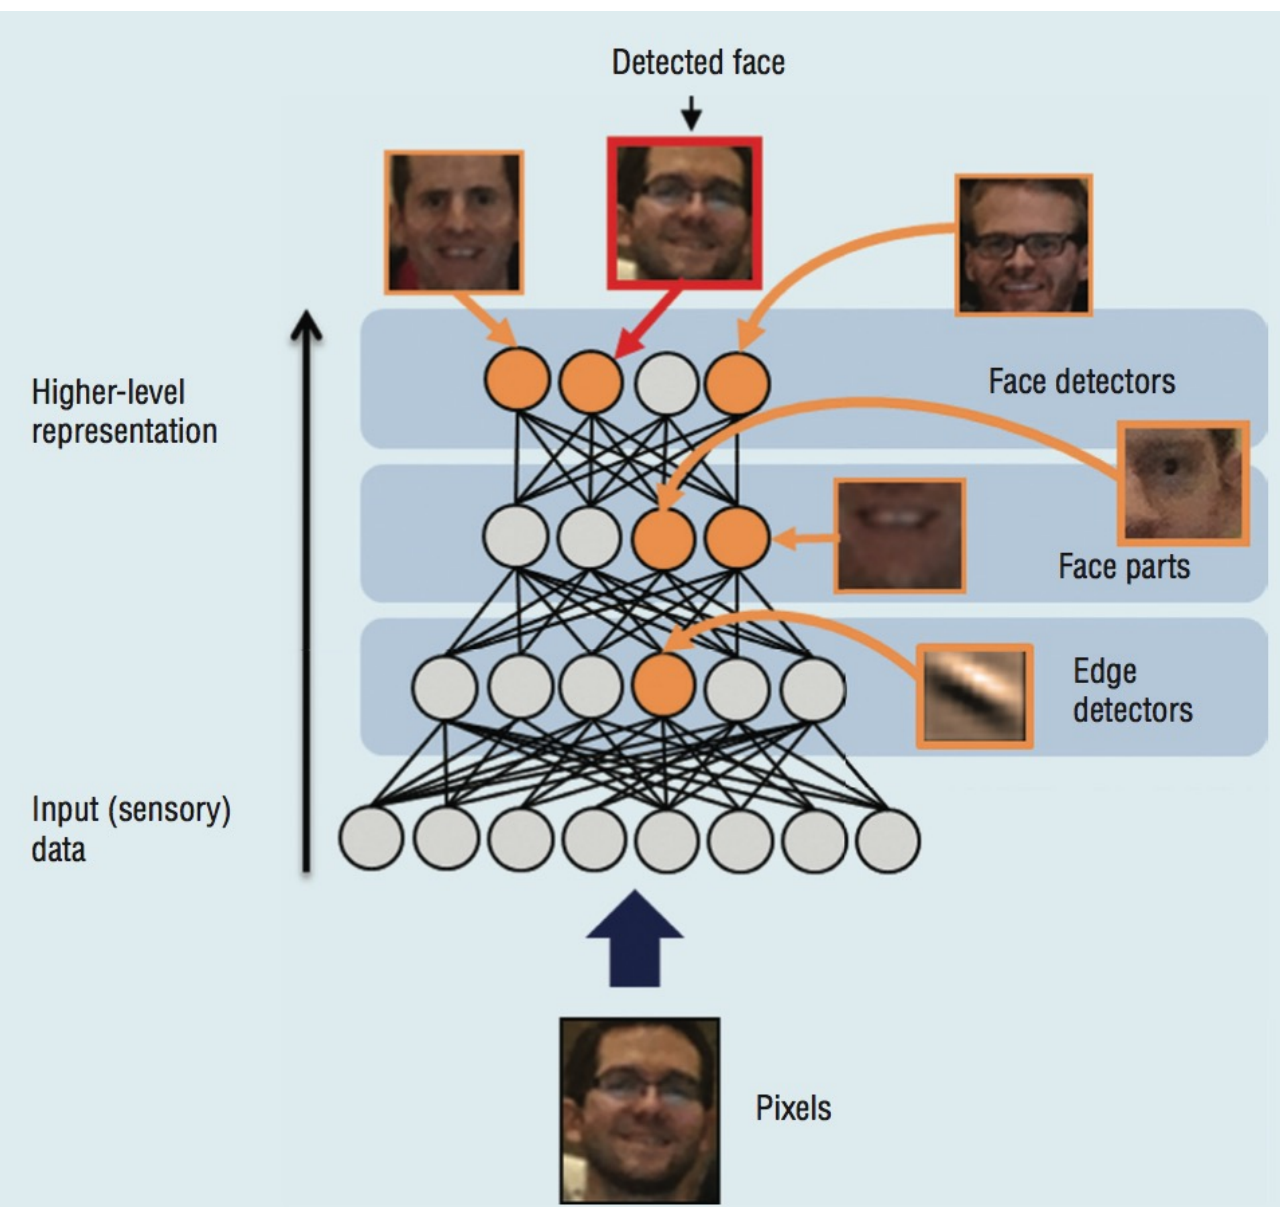 Detected face
Higher-level
representation
Face detectors
Face parts
Edge
detectors
Input (sensory)
data
Pixels